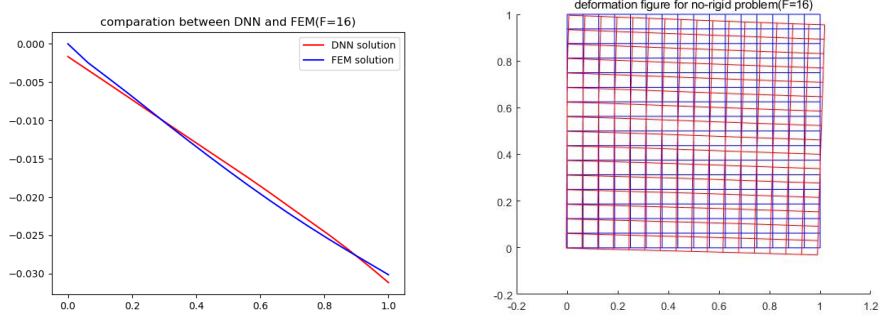 comparation between DNN and FEM(F=16)
DNN solution
FEM solution
0.000
−0.005
−0.010
−0.015
−0.020
−0.025
−0.030
0.0 0.2 0.4 0.6 0.8 1.0
deformation figure for no-rigid problem(F=16)
1
0.8
0.6
0.4
0.2
0
-0.2
0 0.2 0.4 0.6 0.8 1 1.2